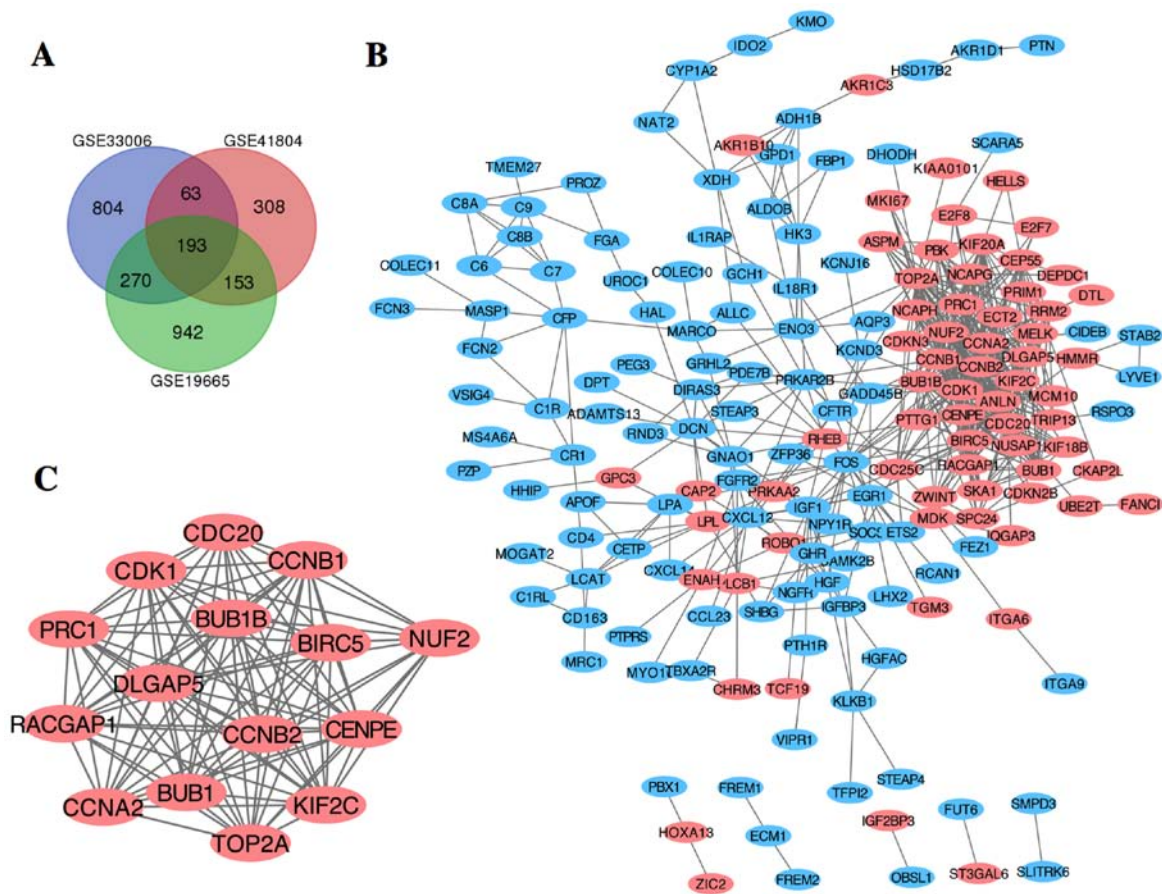 A
GSE33006
GSE41804
804
63
308
193
270
153
942
GSE19665
B
KMO
IDO2
CYP1A2
NAT2
AKR1D1
PTN
HSD17B2
AKR1C3
ADH1B
AKR1B10
GPD1
FBP1
XDH
ALDOB
HK3
DHODH
SCARA5
KIAA0101
HELLS
MKI67
E2F8
E2F7
ASPM
PBK
KIF20A
CEP55
TOP2A
NCAPG
DEPDC1
PRIM1
DTL
NCAPH
PRC1
ECT2
RRM2
NUF2
MELK
CIDEB
STAB2
CDKN3
CCNA2
CCNB1
DLGAP5
HMMR
LYVE1
CCNB2
BUB1B
KIF2C
CDK1
MCM10
RSPO3
ANLN
PTTG1
CENPE
TRIP13
CDC20
BIRC5
NUSAP1
KIF18B
CDC25C
RACGAP1
BUB1
CKAP2L
ZWINT
SKA1
CDKN2B
UBE2T
FANCI
MDK
SPC24
IQGAP3
TMEM27
PROZ
C8A
C9
C8B
FGA
C6
C7
UROC1
COLEC11
FCN3
MASP1
CFP
HAL
FCN2
COLEC10
IL1RAP
GCH1
KCNJ16
IL18R1
ALLC
MARCO
ENO3
AQP3
KCND3
GRHL2
PEG3
PDE7B
DIRAS3
PRKAR2B
GADD45B
DPT
CFTR
VSIG4
C1R
ADAMTS13
STEAP3
RND3
DCN
RHEB
MS4A6A
CR1
GNAO1
ZFP36
FOS
PZP
GPC3
FGFR2
HHIP
APOF
LPA
CAP2
PRKAA2
EGR1
CXCL12
IGF1
NPY1R
LPL
CD4
CETP
ROBO1
ETS2
FEZ1
MOGAT2
LCAT
CXCL14
GHR
CAMK2B
RCAN1
C1RL
ENAH
PLCB1
HGF
CD163
SHBG
IGFBP3
LHX2
TGM3
ITGA6
CCL23
MRC1
PTPRS
PTH1R
HGFAC
TBXA2R
CHRM3
TCF19
KLKB1
ITGA9
VIPR1
TFPI2
STEAP4
PBX1
HOXA13
ZIC2
FREM1
ECM1
FREM2
IGF2BP3
OBSL1
FUT6
ST3GAL6
SMPD3
SLITRK6
C
CDC20
CCNB1
CDK1
PRC1
BUB1B
BIRC5
NUF2
DLGAP5
RACGAP1
CCNB2
CENPE
CCNA2
BUB1
KIF2C
TOP2A